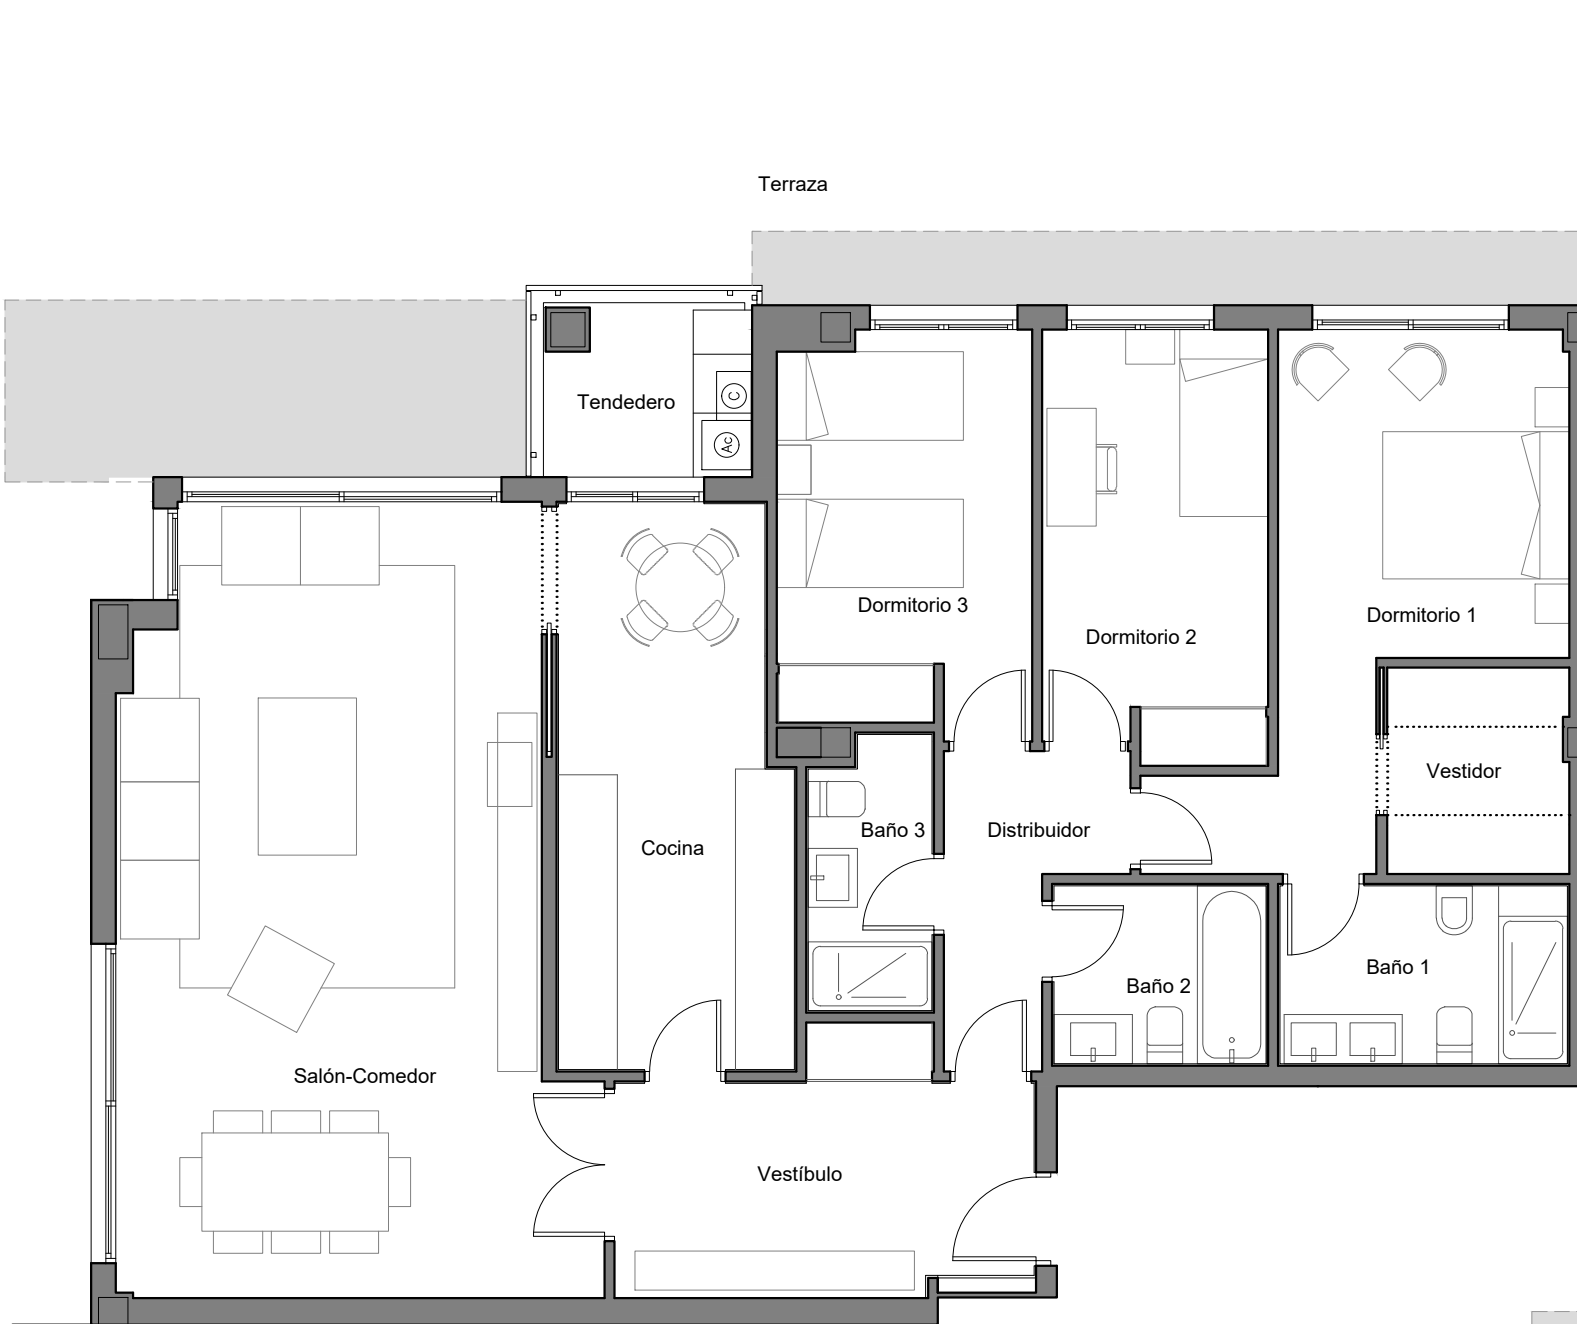 Terraza
Tendedero
C
Ac
Dormitorio 3
Dormitorio 2
Dormitorio 1
Vestidor
Baño 3
Distribuidor
Cocina
Baño 1
Baño 2
Salón-Comedor
Vestíbulo